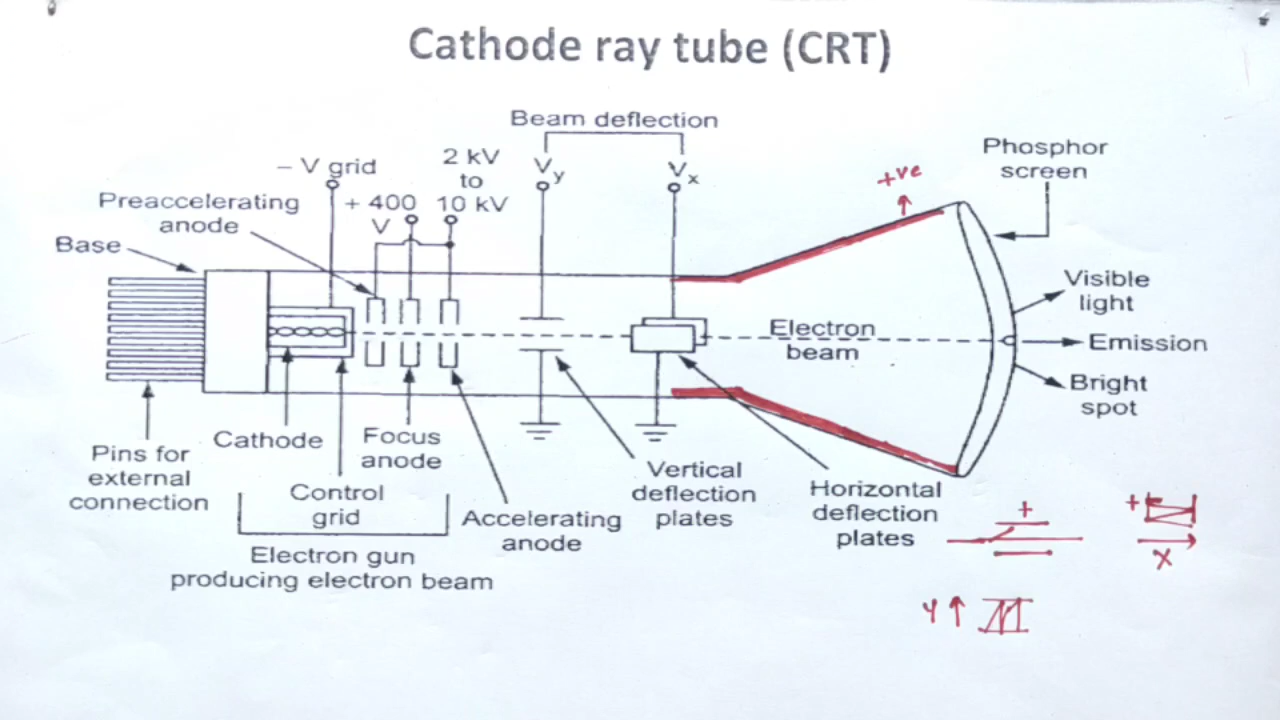 Cathode ray tube (CRT)
Beam deflection
Phosphor
screen
2 kV
to
10 kV
– V grid
+ 400
V
Vy
Vx
+ve
Preaccelerating
anode
Base
Visible
light
Electron
beam
Emission
Bright
spot
Pins for
external
connection
Cathode
Focus
anode
Control
grid
Accelerating
anode
Vertical
deflection
plates
Horizontal
deflection
plates
Electron gun
producing electron beam
+
+
X
Y